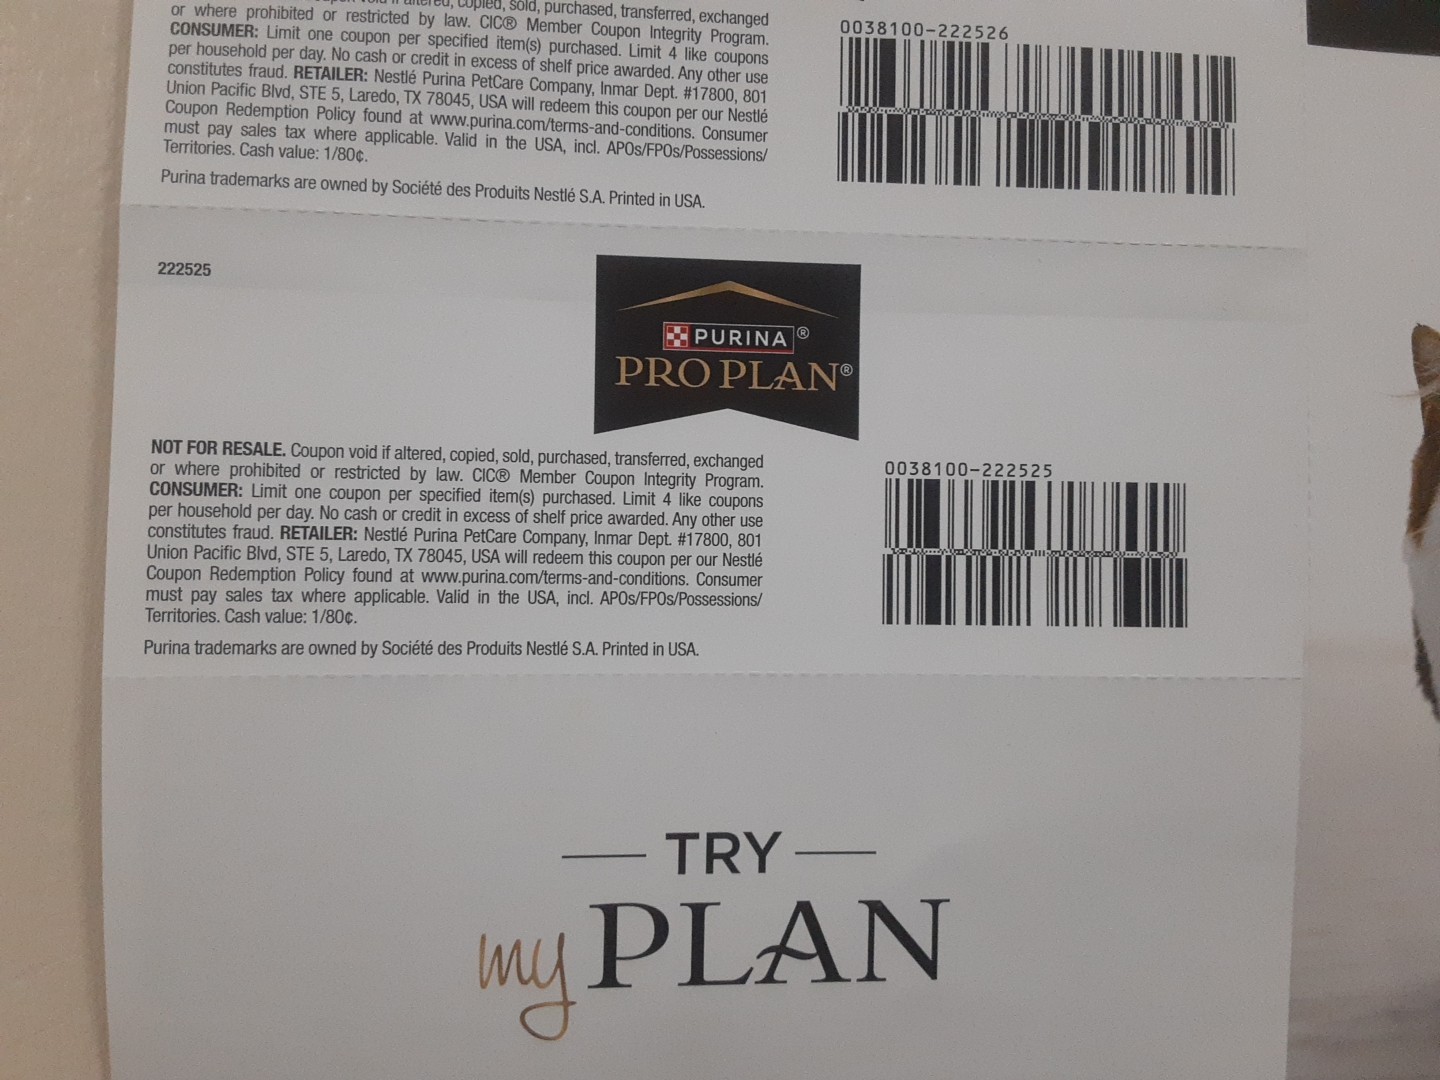 if altered, copied, sold, purchased, transferred, exchanged
or where prohibited or restricted by law. CIC® Member Coupon Integrity Program.
CONSUMER: Limit one coupon per specified item(s) purchased. Limit 4 like coupons
per household per day. No cash or credit in excess of shelf price awarded. Any other use
constitutes fraud. RETAILER: Nestlé Purina PetCare Company, Inmar Dept. #17800, 801
Union Pacific Blvd, STE 5, Laredo, TX 78045, USA will redeem this coupon per our Nestlé
Coupon Redemption Policy found at www.purina.com/terms-and-conditions. Consumer
must pay sales tax where applicable. Valid in the USA, incl. APOs/FPOs/Possessions/
Territories. Cash value: 1/80¢.
Purina trademarks are owned by Société des Produits Nestlé S.A. Printed in USA.
0038100-222526
222525
PURINA®
PRO PLAN®
NOT FOR RESALE. Coupon void if altered, copied, sold, purchased, transferred, exchanged
or where prohibited or restricted by law. CIC® Member Coupon Integrity Program.
CONSUMER: Limit one coupon per specified item(s) purchased. Limit 4 like coupons
per household per day. No cash or credit in excess of shelf price awarded. Any other use
constitutes fraud. RETAILER: Nestlé Purina PetCare Company, Inmar Dept. #17800, 801
Union Pacific Blvd, STE 5, Laredo, TX 78045, USA will redeem this coupon per our Nestlé
Coupon Redemption Policy found at www.purina.com/terms-and-conditions. Consumer
must pay sales tax where applicable. Valid in the USA, incl. APOs/FPOs/Possessions/
Territories. Cash value: 1/80¢.
Purina trademarks are owned by Société des Produits Nestlé S.A. Printed in USA.
0038100-222525
TRY
my PLAN